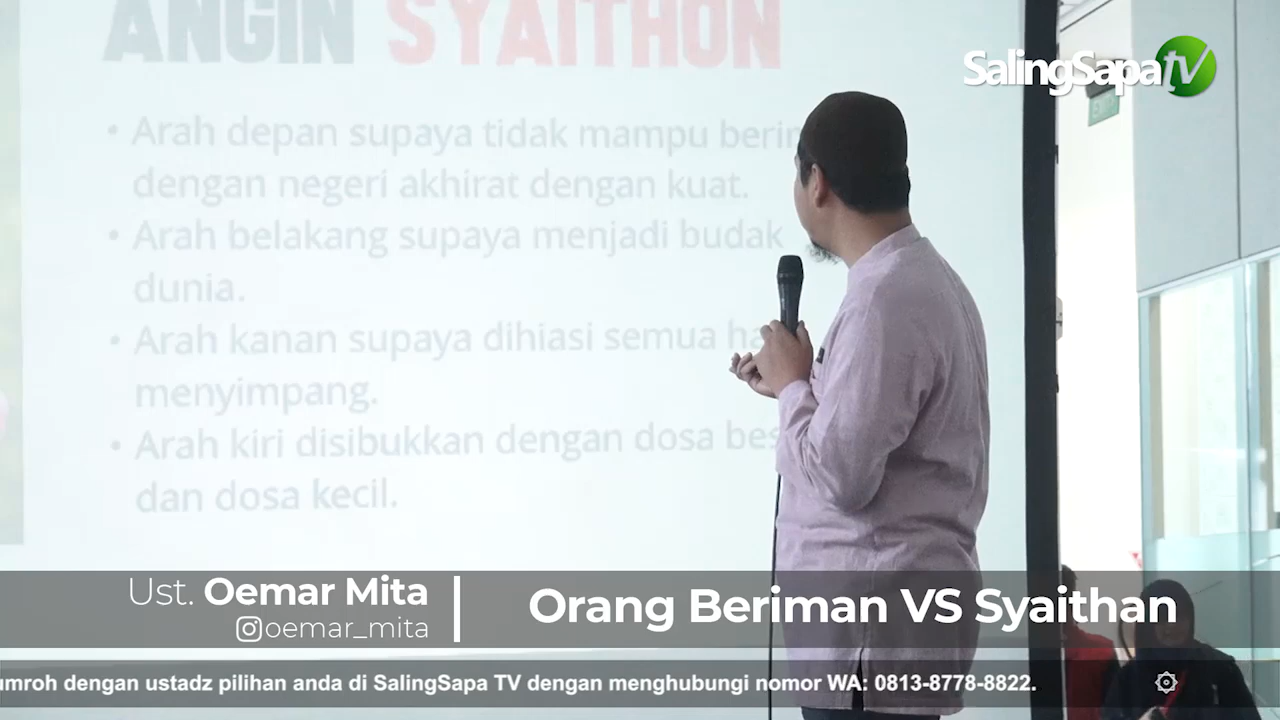 ANGIN SYAITHON
SalingSapa tv
• Arah depan supaya tidak mampu
dengan negeri akhirat dengan kuat.
• Arah belakang supaya menjadi budak
dunia.
• Arah kanan supaya dihiasi semua
menyimpang.
• Arah kiri disibukkan dengan dosa
dan dosa kecil.
Ust. Oemar Mita
oemar_mita
Orang Beriman VS Syaithan
umroh dengan ustadz pilihan anda di SalingSapa TV dengan menghubungi nomor WA: 0813-8778-8822.